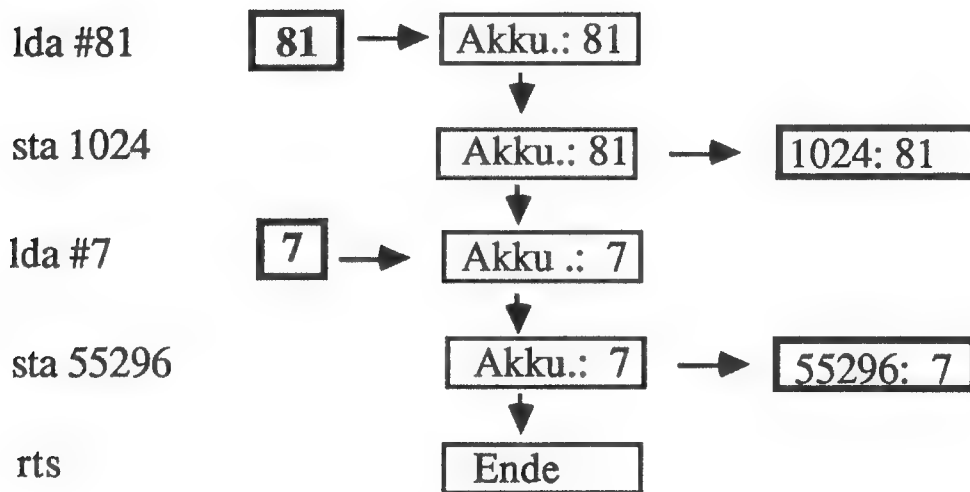 lda #81 81 Akku.: 81
sta 1024 Akku.: 81 1024: 81
lda #7 7 Akku .: 7
sta 55296 Akku.: 7 55296: 7
rts Ende